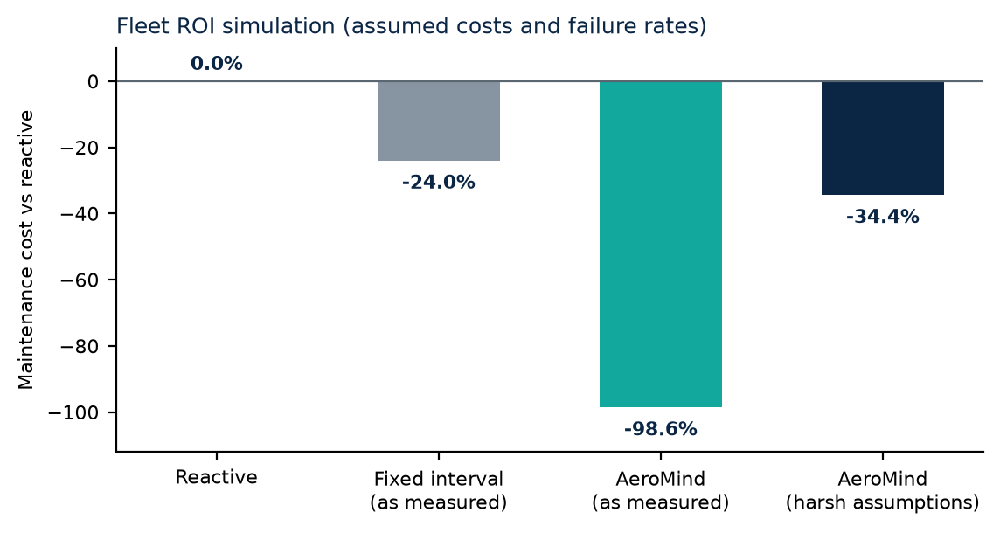 Fleet ROI simulation (assumed costs and failure rates)
Maintenance cost vs reactive
0
−20
−40
−60
−80
−100
0.0%
-24.0%
-98.6%
-34.4%
Reactive
Fixed interval
(as measured)
AeroMind
(as measured)
AeroMind
(harsh assumptions)